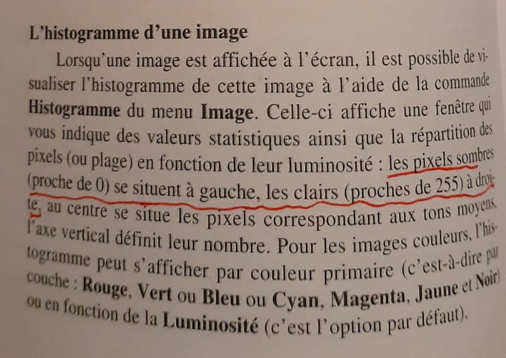 L'histogramme d'une image
Lorsqu'une image est affichée à l'écran, il est possible de vi-
sualiser l'histogramme de cette image à l'aide de la commande
Histogramme du menu Image. Celle-ci affiche une fenêtre qui
vous indique des valeurs statistiques ainsi que la répartition des
pixels (ou plage) en fonction de leur luminosité : les pixels sombres
(proche de 0) se situent à gauche, les clairs (proches de 255) à droi-
te, au centre se situe les pixels correspondant aux tons moyens,
l'axe vertical définit leur nombre. Pour les images couleurs, l'his-
togramme peut s'afficher par couleur primaire (c'est-à-dire par
couche : Rouge, Vert ou Bleu ou Cyan, Magenta, Jaune et Noir)
ou en fonction de la Luminosité (c'est l'option par défaut).